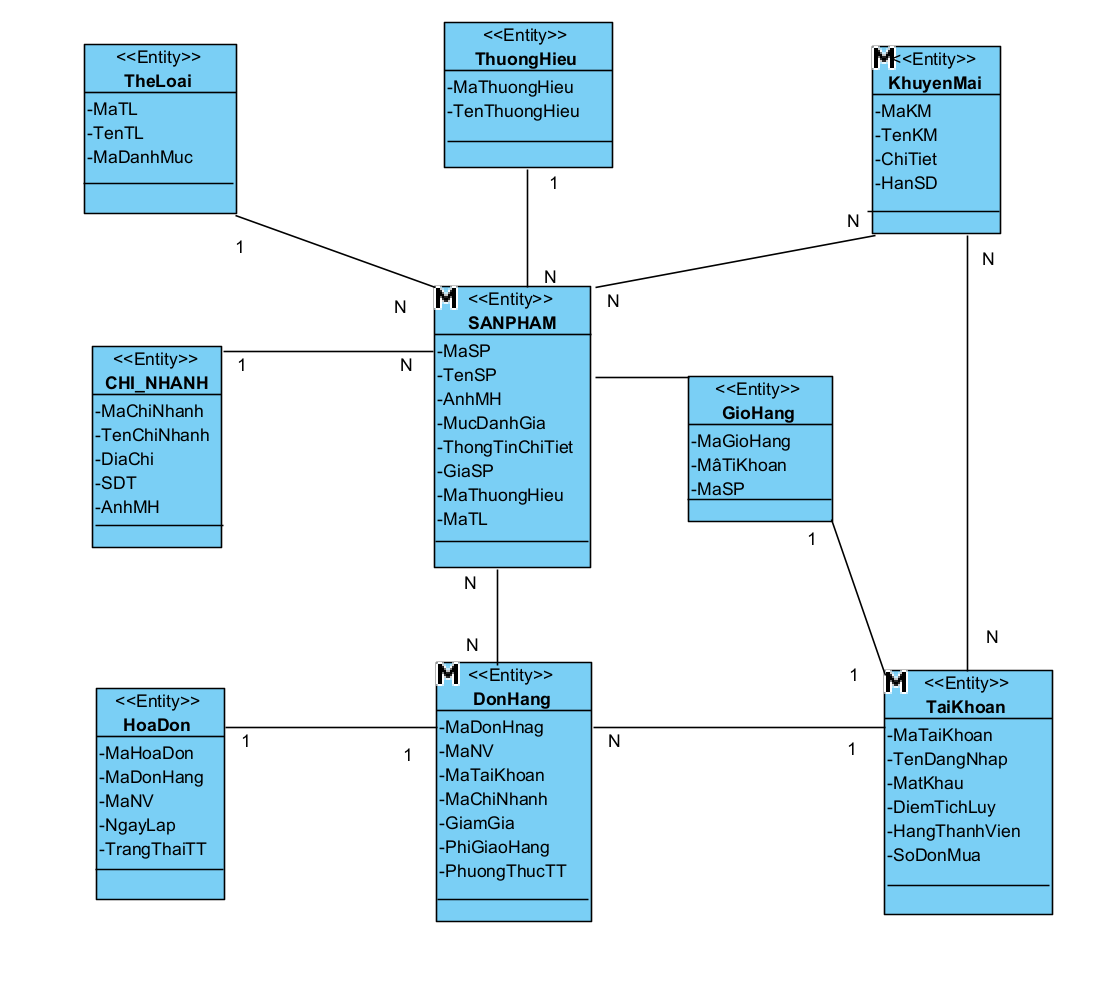 <<Entity>>
TheLoai
-MaTL
-TenTL
-MaDanhMuc
1
<<Entity>>
ThuongHieu
-MaThuongHieu
-TenThuongHieu
1
N
M
<<Entity>>
KhuyenMai
-MaKM
-TenKM
-ChiTiet
-HanSD
N
N
N
N
<<Entity>>
CHI_NHANH
-MaChiNhanh
-TenChiNhanh
-DiaChi
-SDT
-AnhMH
1
N
M
<<Entity>>
SANPHAM
-MaSP
-TenSP
-AnhMH
-MucDanhGia
-ThongTinChiTiet
-GiaSP
-MaThuongHieu
-MaTL
N
N
<<Entity>>
GioHang
-MaGioHang
-MâTiKhoan
-MaSP
1
1
N
<<Entity>>
HoaDon
-MaHoaDon
-MaDonHang
-MaNV
-NgayLap
-TrangThaiTT
1
1
M
<<Entity>>
DonHang
-MaDonHnag
-MaNV
-MaTaiKhoan
-MaChiNhanh
-GiamGia
-PhiGiaoHang
-PhuongThucTT
N
1
M
<<Entity>>
TaiKhoan
-MaTaiKhoan
-TenDangNhap
-MatKhau
-DiemTichLuy
-HangThanhVien
-SoDonMua